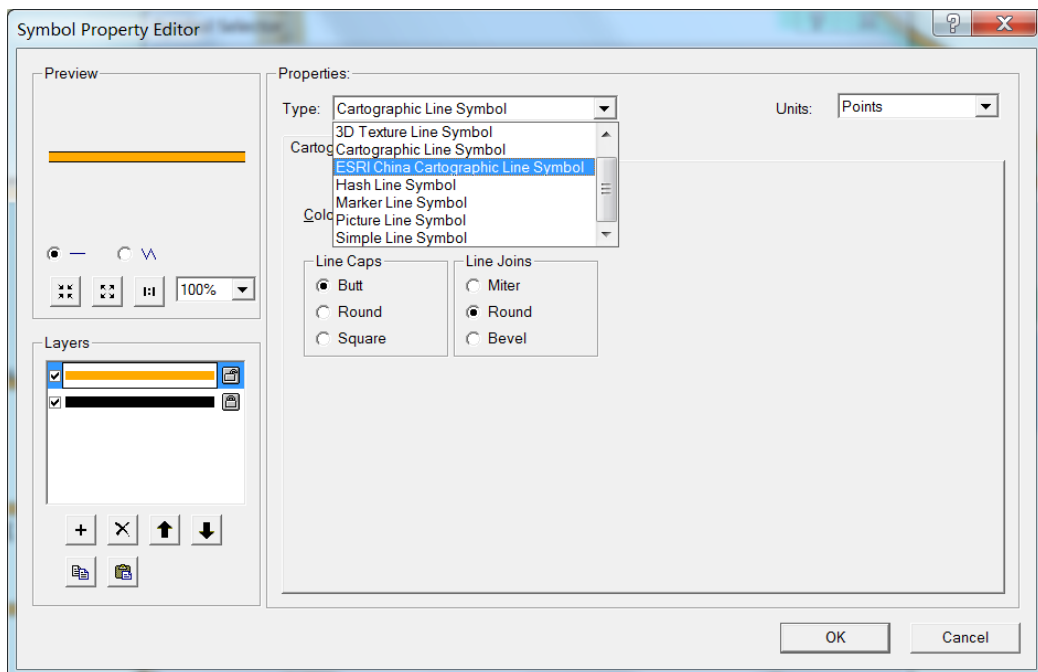 Symbol Property Editor
Preview
100%
Layers
Properties:
Type: Cartographic Line Symbol
Units: Points
Cartog
3D Texture Line Symbol
Cartographic Line Symbol
ESRI China Cartographic Line Symbol
Hash Line Symbol
Marker Line Symbol
Picture Line Symbol
Simple Line Symbol
Colo
Line Caps
Butt
Round
Square
Line Joins
Miter
Round
Bevel
OK
Cancel